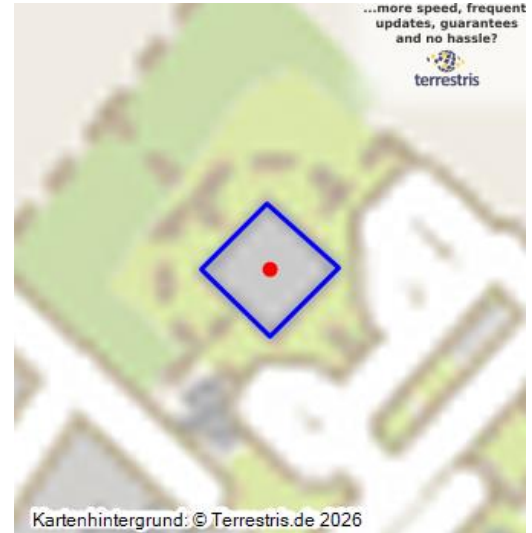 ...more speed, frequent
updates, guarantees
and no hassle?
terrestris
Kartenhintergrund: © Terrestris.de 2026